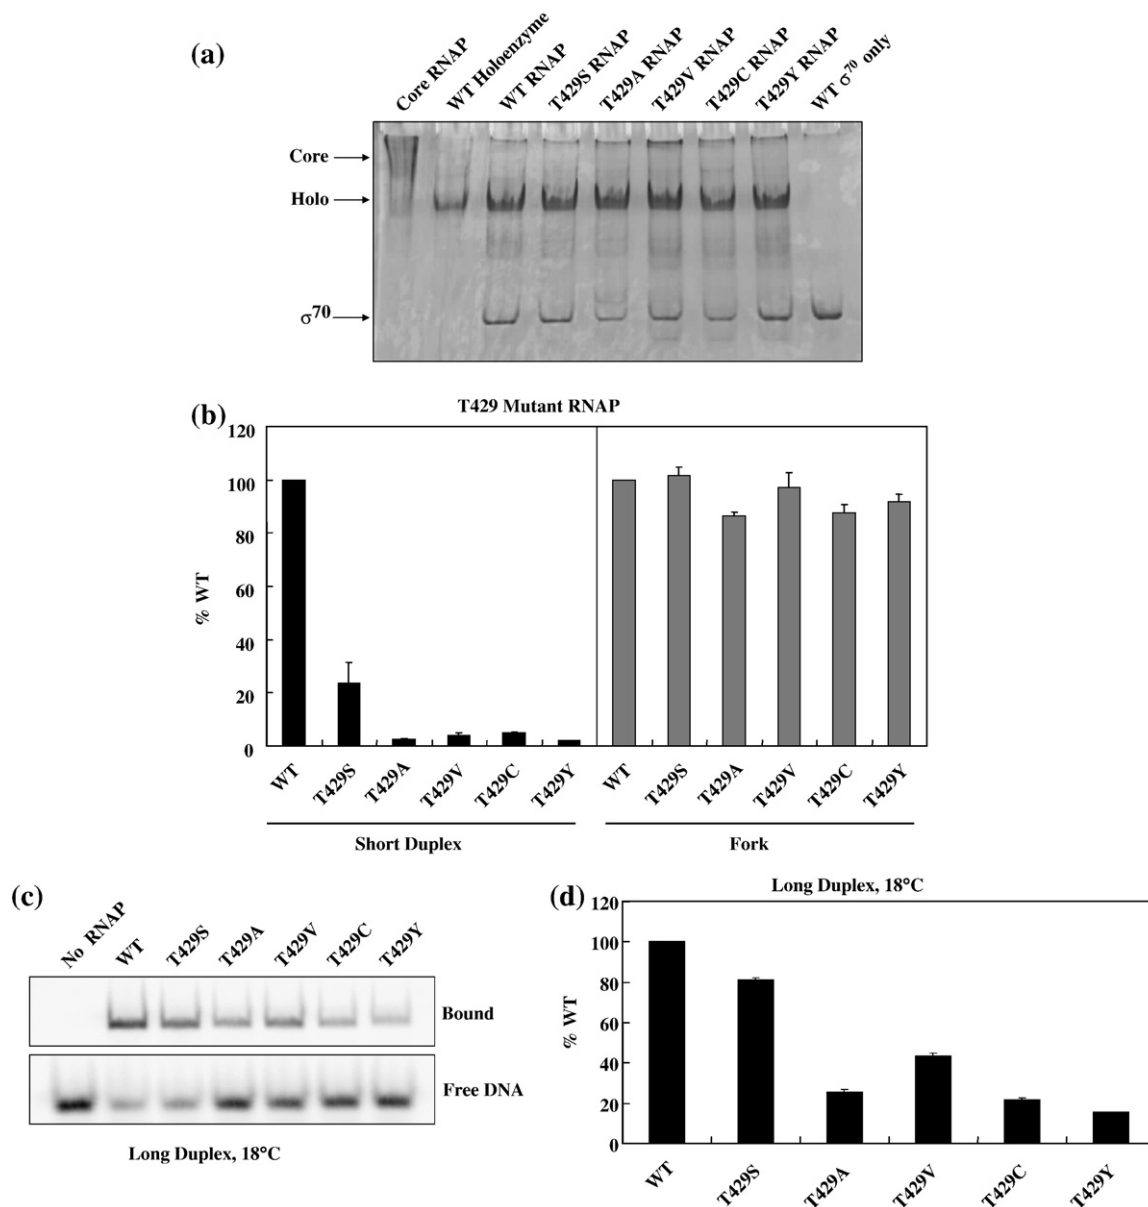 (a)
Core RNAP
WT Holoenzyme
WT RNAP
T429S RNAP
T429A RNAP
T429V RNAP
T429C RNAP
T429Y RNAP
WT σ70 only
Core
Holo
σ70
(b)
T429 Mutant RNAP
120
100
80
60
40
20
0
% WT
WT
T429S
T429A
T429V
T429C
T429Y
WT
T429S
T429A
T429V
T429C
T429Y
Short Duplex
Fork
(c)
No RNAP
WT
T429S
T429A
T429V
T429C
T429Y
Bound
Free DNA
Long Duplex, 18°C
(d)
Long Duplex, 18°C
120
100
80
60
40
20
0
% WT
WT
T429S
T429A
T429V
T429C
T429Y